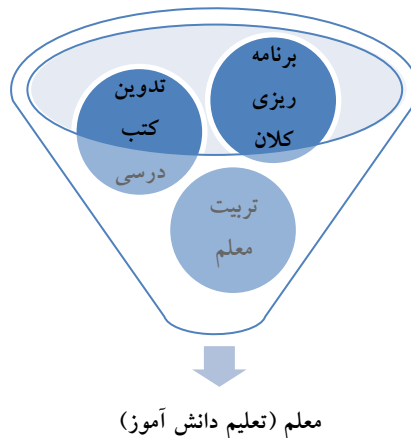 برنامه
ریزی
کلان
تدوین
کتب
درسی
تربیت
معلم
معلم (تعلیم دانش آموز)